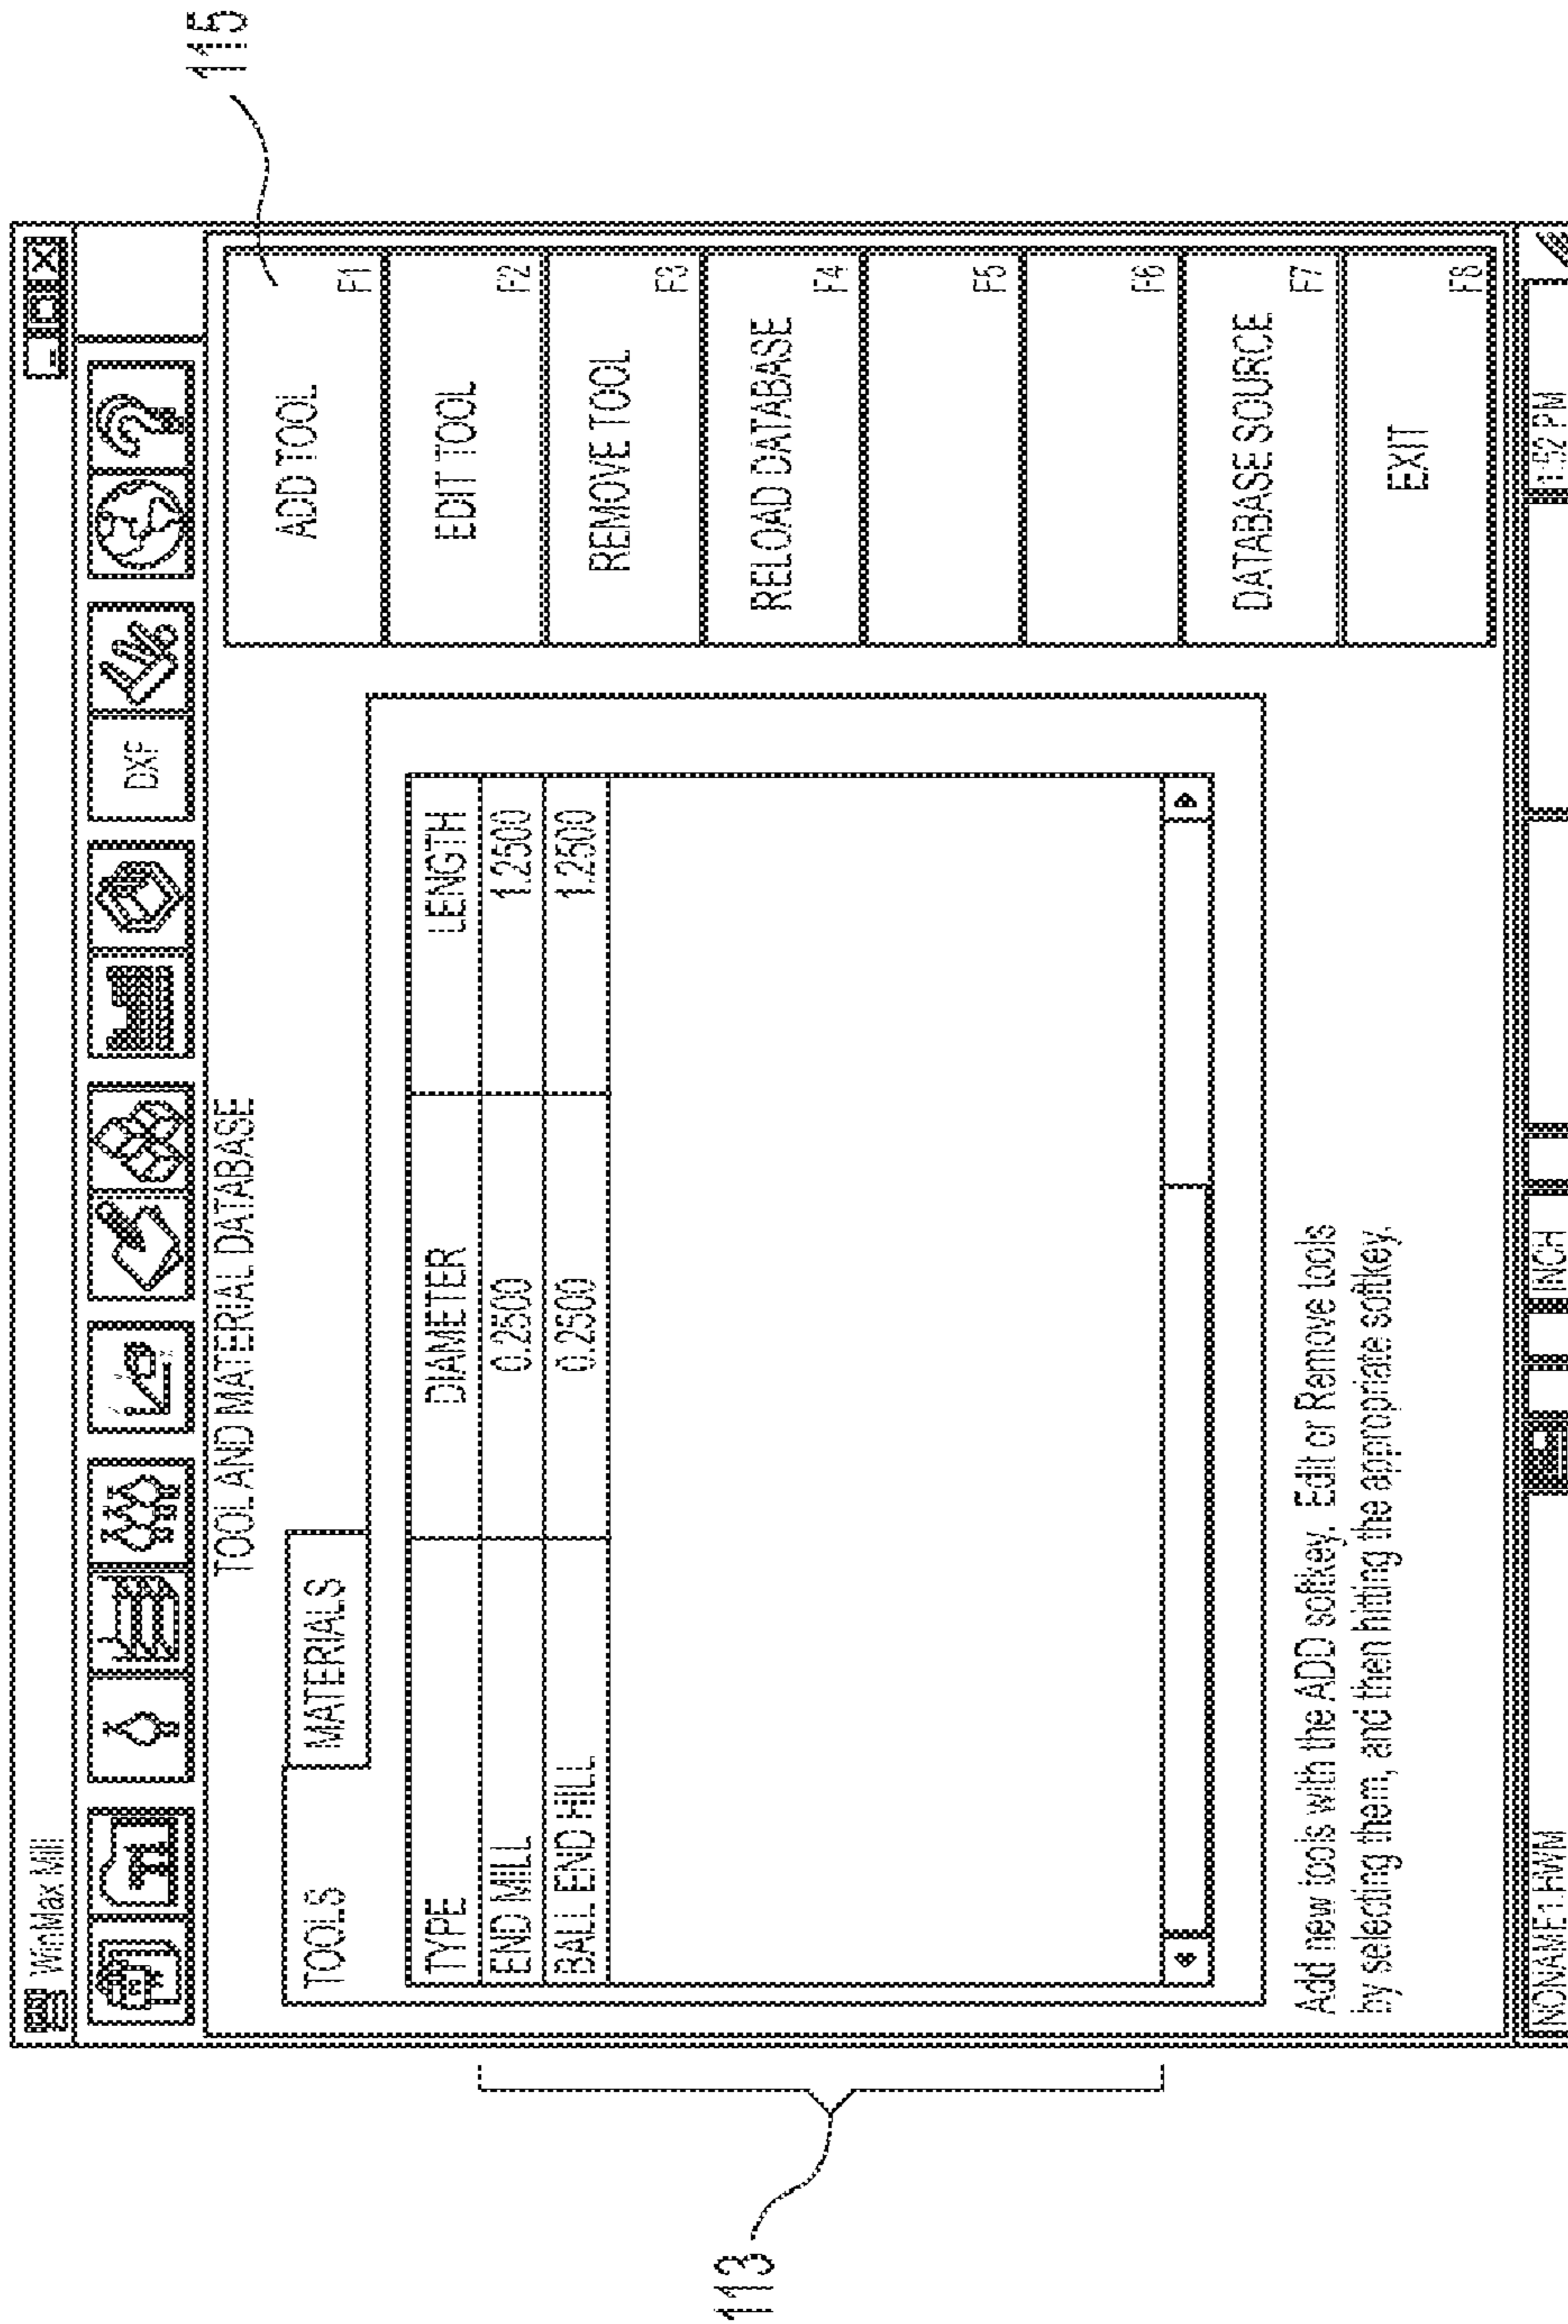 WinMax Mill
DXF
TOOL AND MATERIAL DATABASE
TOOLS MATERIALS
TYPE DIAMETER LENGTH
END MILL 0.2500 1.2500
BALL END HILL 0.2500 1.2500
Add new tools with the ADD softkey. Edit or Remove tools
by selecting them, and then hitting the appropriate softkey.
ADD TOOL F1
EDIT TOOL F2
REMOVE TOOL F3
RELOAD DATABASE F4
F5
F6
DATABASE SOURCE F7
EXIT F8
NONAME1.HWM INCH 1:52 PM
113
115